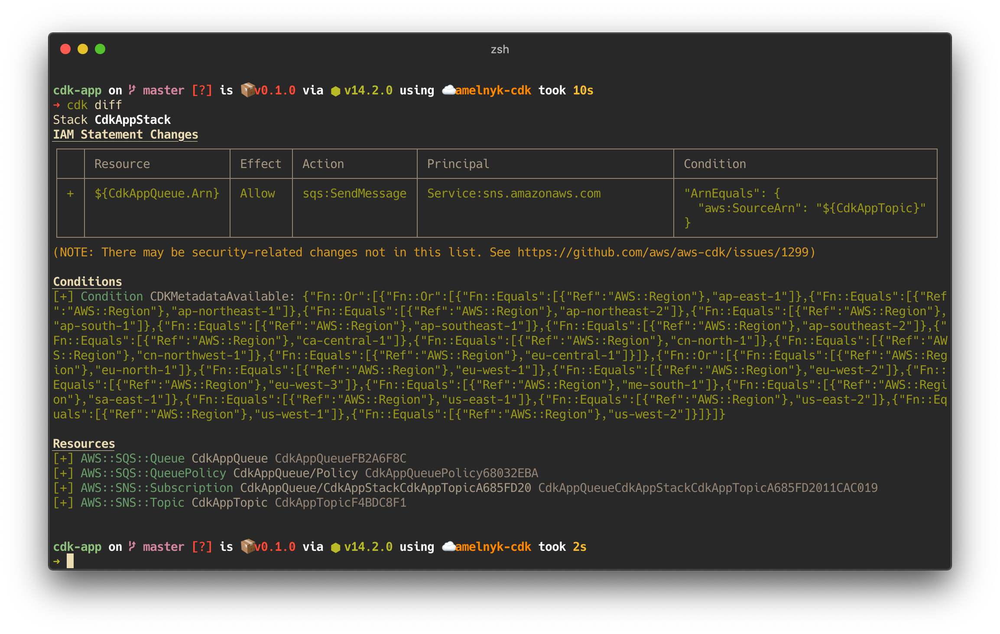 zsh
cdk-app on master [?] is 📦v0.1.0 via ⬢ v14.2.0 using ☁️amelnyk-cdk took 10s
➜ cdk diff
Stack CdkAppStack
IAM Statement Changes
Resource Effect Action Principal Condition
+ ${CdkAppQueue.Arn} Allow sqs:SendMessage Service:sns.amazonaws.com "ArnEquals": {
"aws:SourceArn": "${CdkAppTopic}"
}
(NOTE: There may be security-related changes not in this list. See https://github.com/aws/aws-cdk/issues/1299)
Conditions
[+] Condition CDKMetadataAvailable: {"Fn::Or":[{"Fn::Or":[{"Fn::Equals":[{"Ref":"AWS::Region"},"ap-east-1"]},{"Fn::Equals":[{"Ref
":"AWS::Region"},"ap-northeast-1"]},{"Fn::Equals":[{"Ref":"AWS::Region"},"ap-northeast-2"]},{"Fn::Equals":[{"Ref":"AWS::Region"},
"ap-south-1"]},{"Fn::Equals":[{"Ref":"AWS::Region"},"ap-southeast-1"]},{"Fn::Equals":[{"Ref":"AWS::Region"},"ap-southeast-2"]},{"
Fn::Equals":[{"Ref":"AWS::Region"},"ca-central-1"]},{"Fn::Equals":[{"Ref":"AWS::Region"},"cn-north-1"]},{"Fn::Equals":[{"Ref":"AW
S::Region"},"cn-northwest-1"]},{"Fn::Equals":[{"Ref":"AWS::Region"},"eu-central-1"]}]},{"Fn::Or":[{"Fn::Equals":[{"Ref":"AWS::Reg
ion"},"eu-north-1"]},{"Fn::Equals":[{"Ref":"AWS::Region"},"eu-west-1"]},{"Fn::Equals":[{"Ref":"AWS::Region"},"eu-west-2"]},{"Fn::
Equals":[{"Ref":"AWS::Region"},"eu-west-3"]},{"Fn::Equals":[{"Ref":"AWS::Region"},"me-south-1"]},{"Fn::Equals":[{"Ref":"AWS::Regi
on"},"sa-east-1"]},{"Fn::Equals":[{"Ref":"AWS::Region"},"us-east-1"]},{"Fn::Equals":[{"Ref":"AWS::Region"},"us-east-2"]},{"Fn::Eq
uals":[{"Ref":"AWS::Region"},"us-west-1"]},{"Fn::Equals":[{"Ref":"AWS::Region"},"us-west-2"]}]}]}
Resources
[+] AWS::SQS::Queue CdkAppQueue CdkAppQueueFB2A6F8C
[+] AWS::SQS::QueuePolicy CdkAppQueue/Policy CdkAppQueuePolicy68032EBA
[+] AWS::SNS::Subscription CdkAppQueue/CdkAppStackCdkAppTopicA685FD20 CdkAppQueueCdkAppStackCdkAppTopicA685FD2011CAC019
[+] AWS::SNS::Topic CdkAppTopic CdkAppTopicF4BDC8F1
cdk-app on master [?] is 📦v0.1.0 via ⬢ v14.2.0 using ☁️amelnyk-cdk took 2s
➜